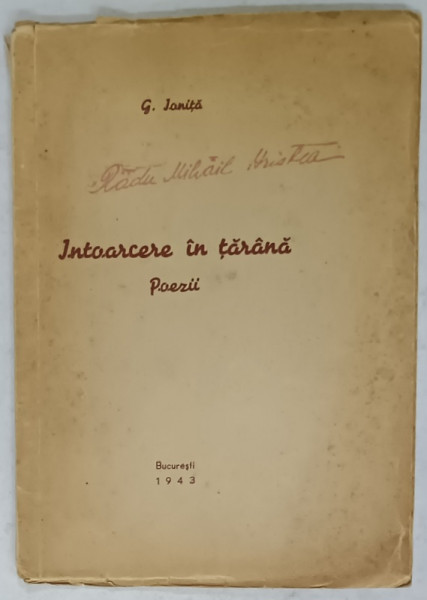 G. Ioniță
Radu Mihail Hristea
Intoarcere în țărână
Poezii
București
1943